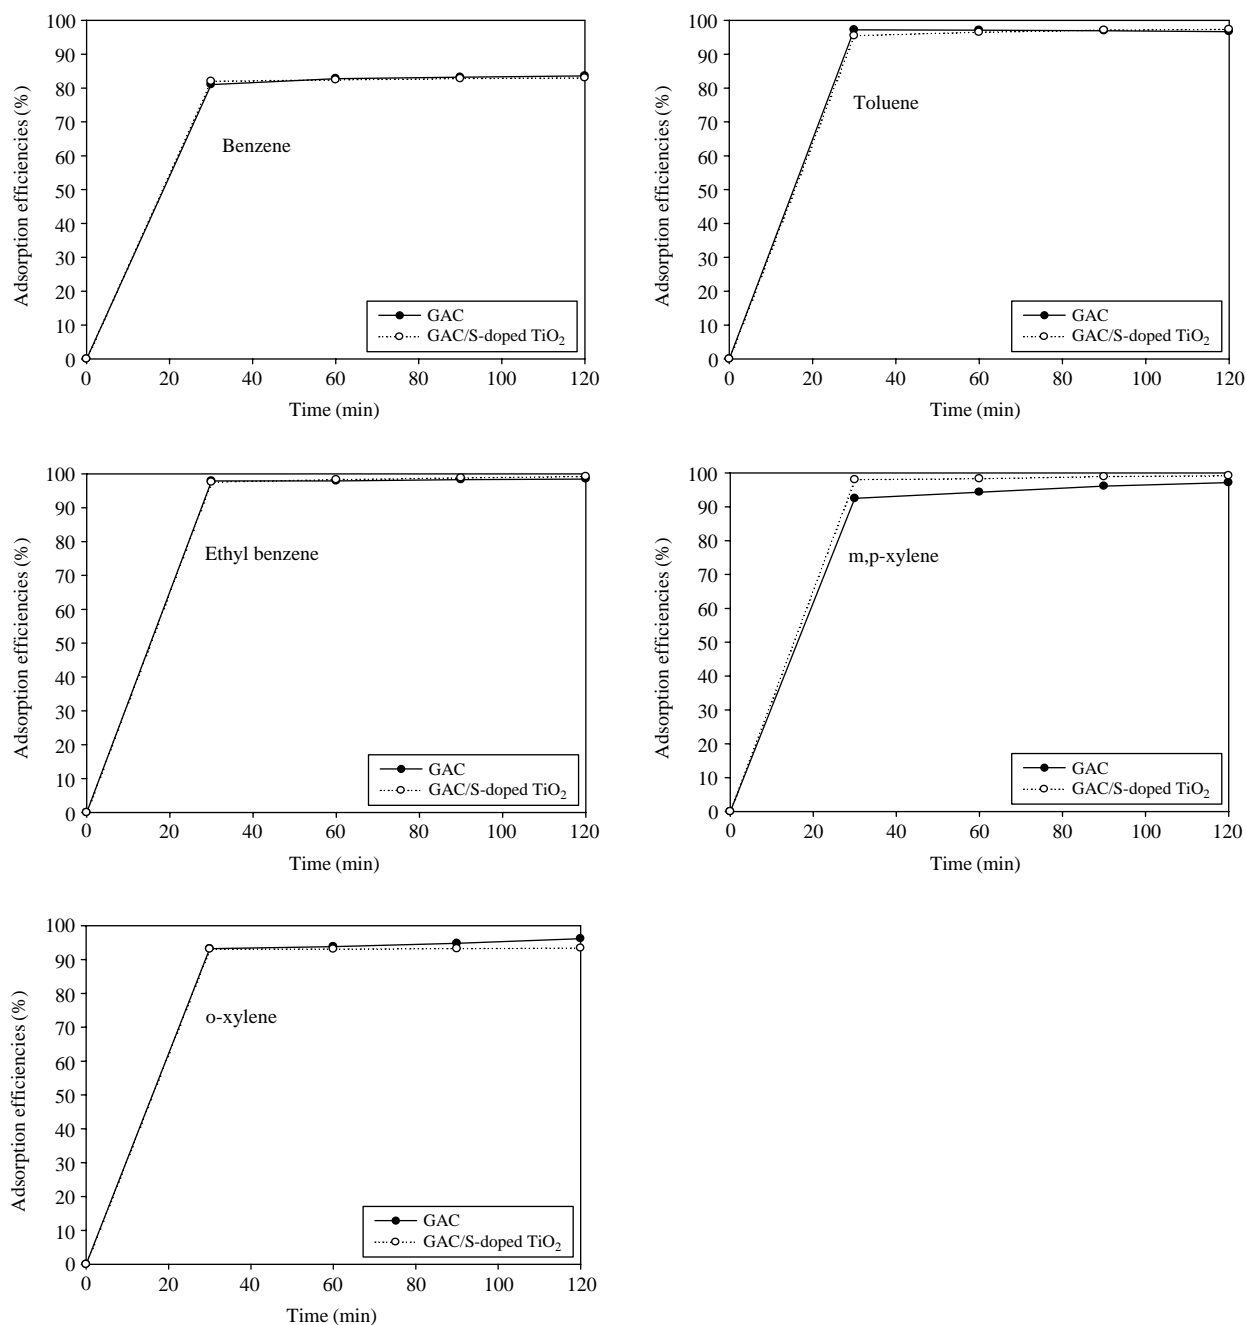 100
90
80
70
60
50
40
30
20
10
0
Adsorption efficiencies (%)
Benzene
GAC
GAC/S-doped TiO₂
0 20 40 60 80 100 120
Time (min)
100
90
80
70
60
50
40
30
20
10
0
Adsorption efficiencies (%)
Toluene
GAC
GAC/S-doped TiO₂
0 20 40 60 80 100 120
Time (min)
100
90
80
70
60
50
40
30
20
10
0
Adsorption efficiencies (%)
Ethyl benzene
GAC
GAC/S-doped TiO₂
0 20 40 60 80 100 120
Time (min)
100
90
80
70
60
50
40
30
20
10
0
Adsorption efficiencies (%)
m,p-xylene
GAC
GAC/S-doped TiO₂
0 20 40 60 80 100 120
Time (min)
100
90
80
70
60
50
40
30
20
10
0
Adsorption efficiencies (%)
o-xylene
GAC
GAC/S-doped TiO₂
0 20 40 60 80 100 120
Time (min)